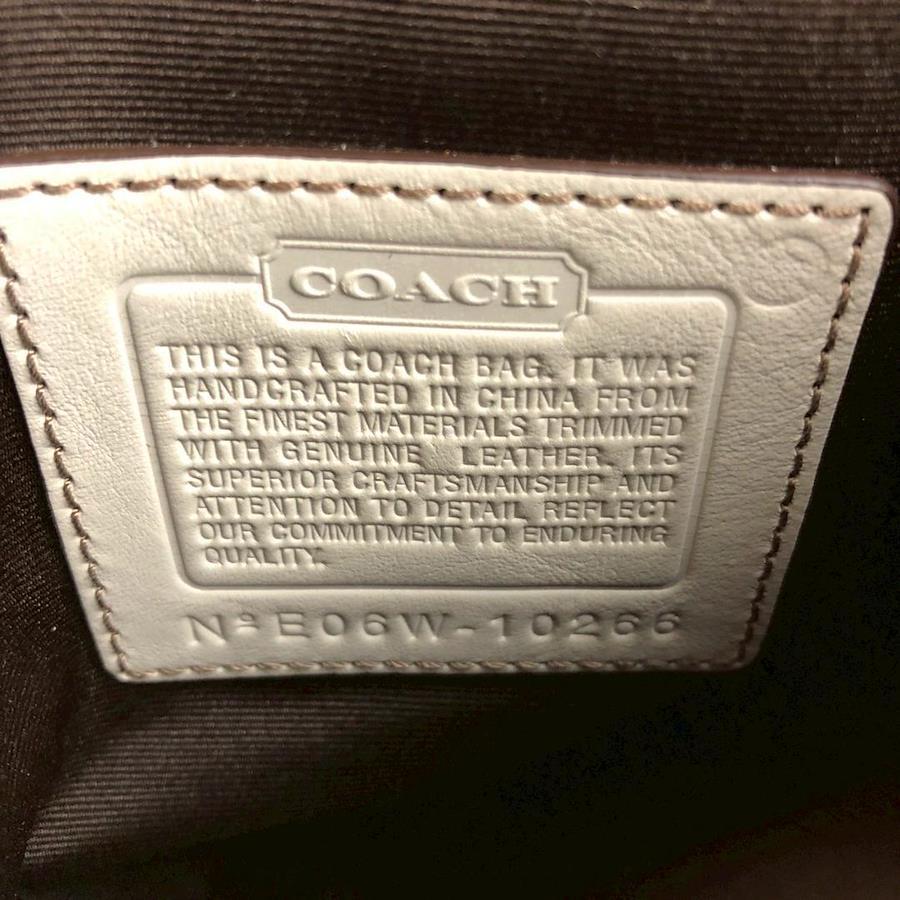 COACH
THIS IS A COACH BAG. IT WAS
HANDCRAFTED IN CHINA FROM
THE FINEST MATERIALS TRIMMED
WITH GENUINE LEATHER. ITS
SUPERIOR CRAFTSMANSHIP AND
ATTENTION TO DETAIL REFLECT
OUR COMMITMENT TO ENDURING
QUALITY.
Nº E06W-10266